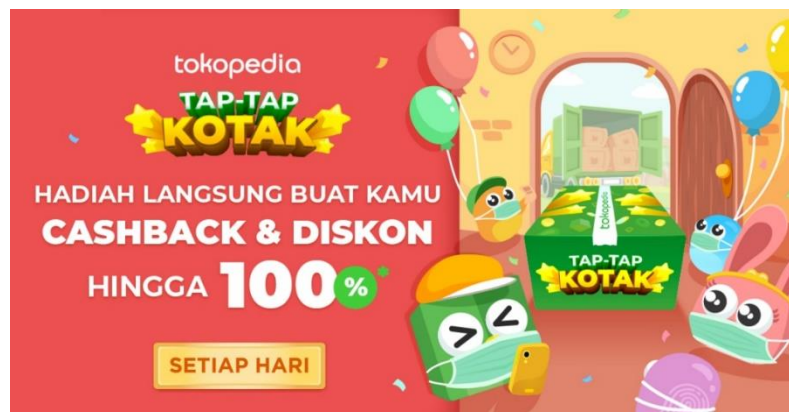 tokopedia
TAP-TAP
KOTAK
HADIAH LANGSUNG BUAT KAMU
CASHBACK & DISKON
HINGGA 100%*
SETIAP HARI
tokopedia
TAP-TAP
KOTAK